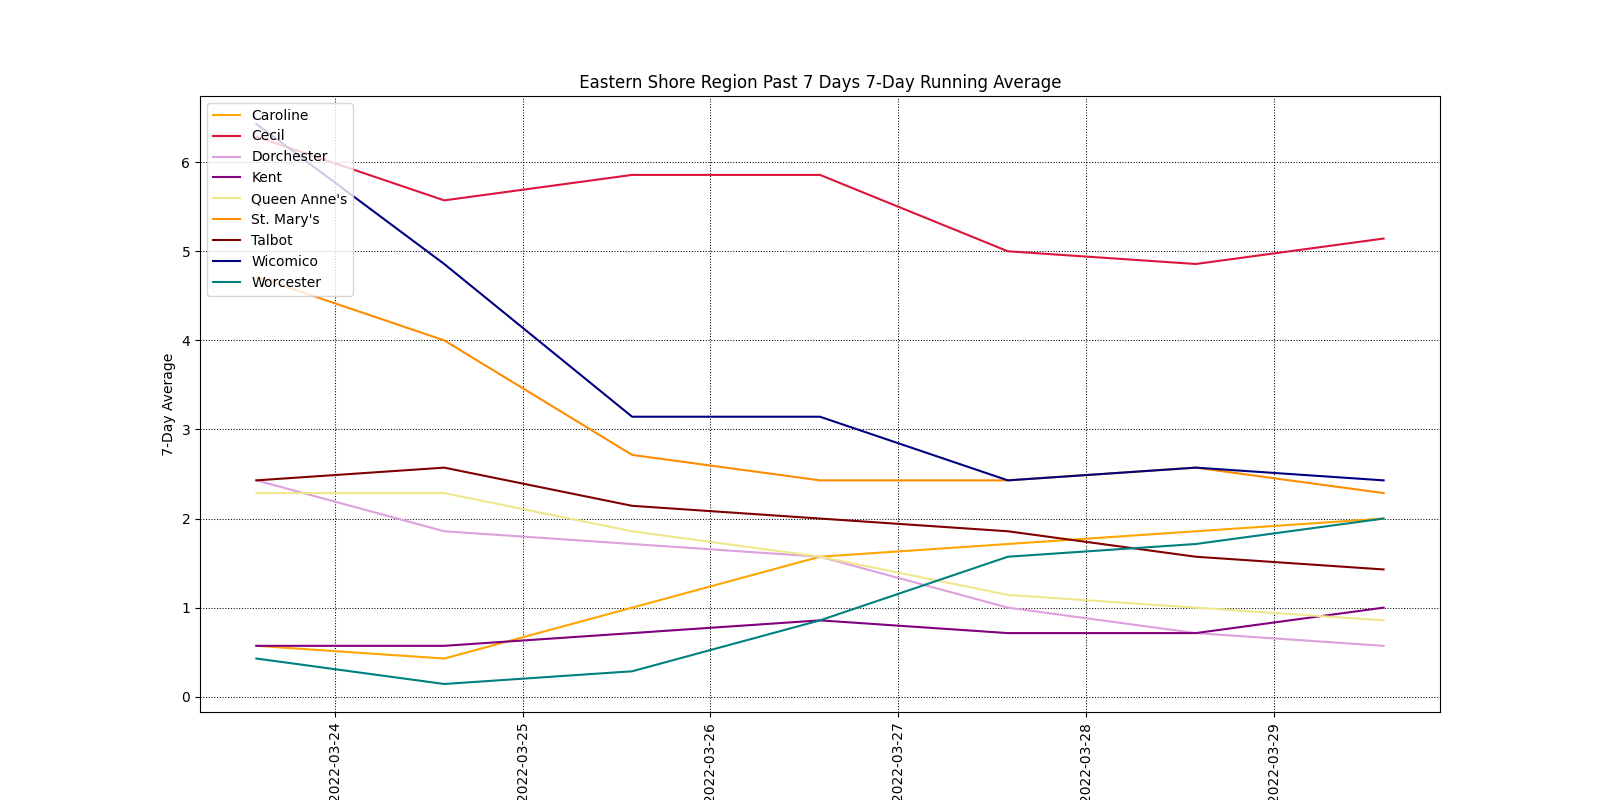 Eastern Shore Region Past 7 Days 7-Day Running Average
Caroline
Cecil
Dorchester
Kent
Queen Anne's
St. Mary's
Talbot
Wicomico
Worcester
7-Day Average
6
5
4
3
2
1
0
2022-03-24
2022-03-25
2022-03-26
2022-03-27
2022-03-28
2022-03-29